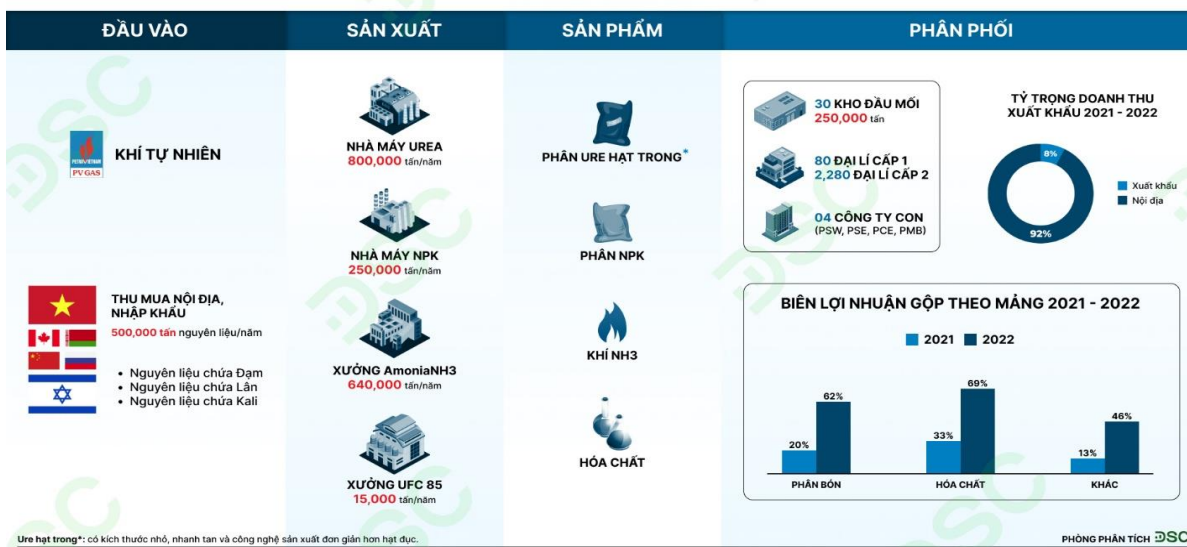 ĐẦU VÀO
SẢN XUẤT
SẢN PHẨM
PHÂN PHỐI
PETROVIETNAM
PV GAS
KHÍ TỰ NHIÊN
THU MUA NỘI ĐỊA,
NHẬP KHẨU
500,000 tấn nguyên liệu/năm
• Nguyên liệu chứa Đạm
• Nguyên liệu chứa Lân
• Nguyên liệu chứa Kali
NHÀ MÁY UREA
800,000 tấn/năm
NHÀ MÁY NPK
250,000 tấn/năm
XƯỞNG AmoniaNH3
640,000 tấn/năm
XƯỞNG UFC 85
15,000 tấn/năm
PHÂN URE HẠT TRONG*
PHÂN NPK
KHÍ NH3
HÓA CHẤT
30 KHO ĐẦU MỐI
250,000 tấn
80 ĐẠI LÍ CẤP 1
2,280 ĐẠI LÍ CẤP 2
04 CÔNG TY CON
(PSW, PSE, PCE, PMB)
TỶ TRỌNG DOANH THU
XUẤT KHẨU 2021 - 2022
8%
92%
Xuất khẩu
Nội địa
BIÊN LỢI NHUẬN GỘP THEO MẢNG 2021 - 2022
2021 2022
20% 62% 33% 69% 13% 46%
PHÂN BÓN HÓA CHẤT KHÁC
Ure hạt trong*: có kích thước nhỏ, nhanh tan và công nghệ sản xuất đơn giản hơn hạt đục.
PHÒNG PHÂN TÍCH DSC